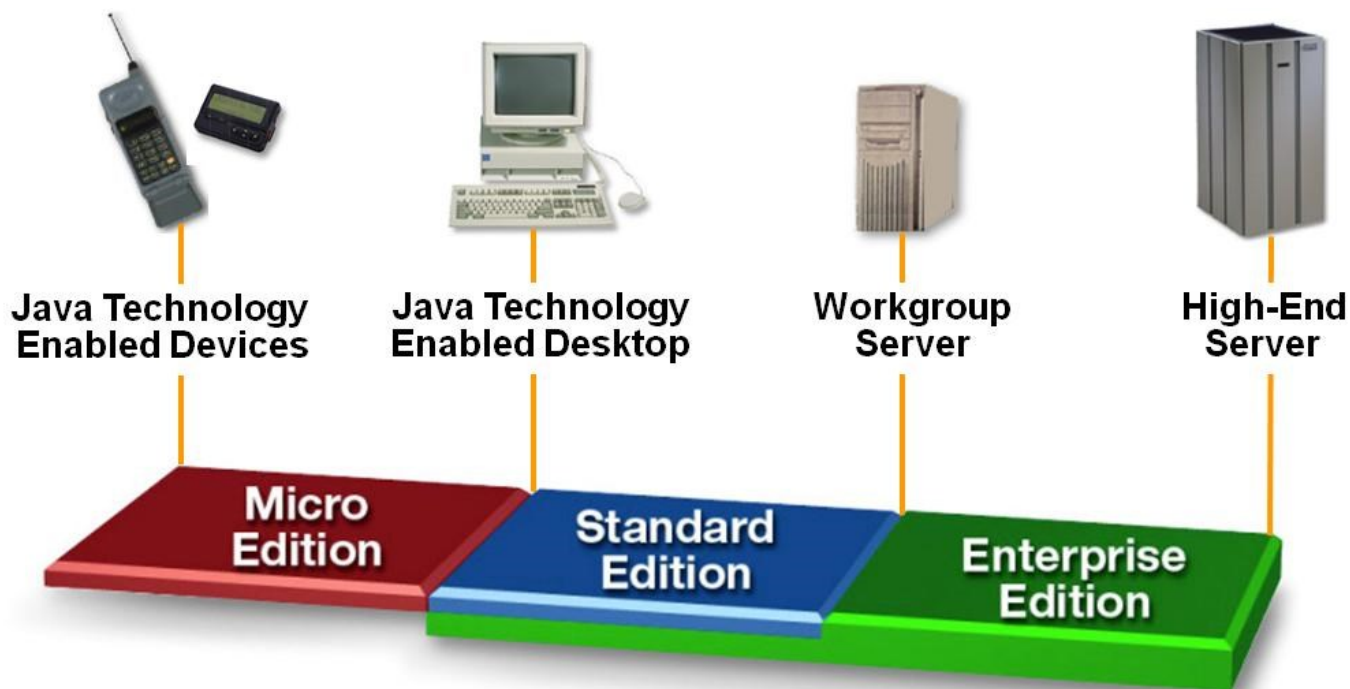 Java Technology
Enabled Devices
Java Technology
Enabled Desktop
Workgroup
Server
High-End
Server
Micro
Edition
Standard
Edition
Enterprise
Edition